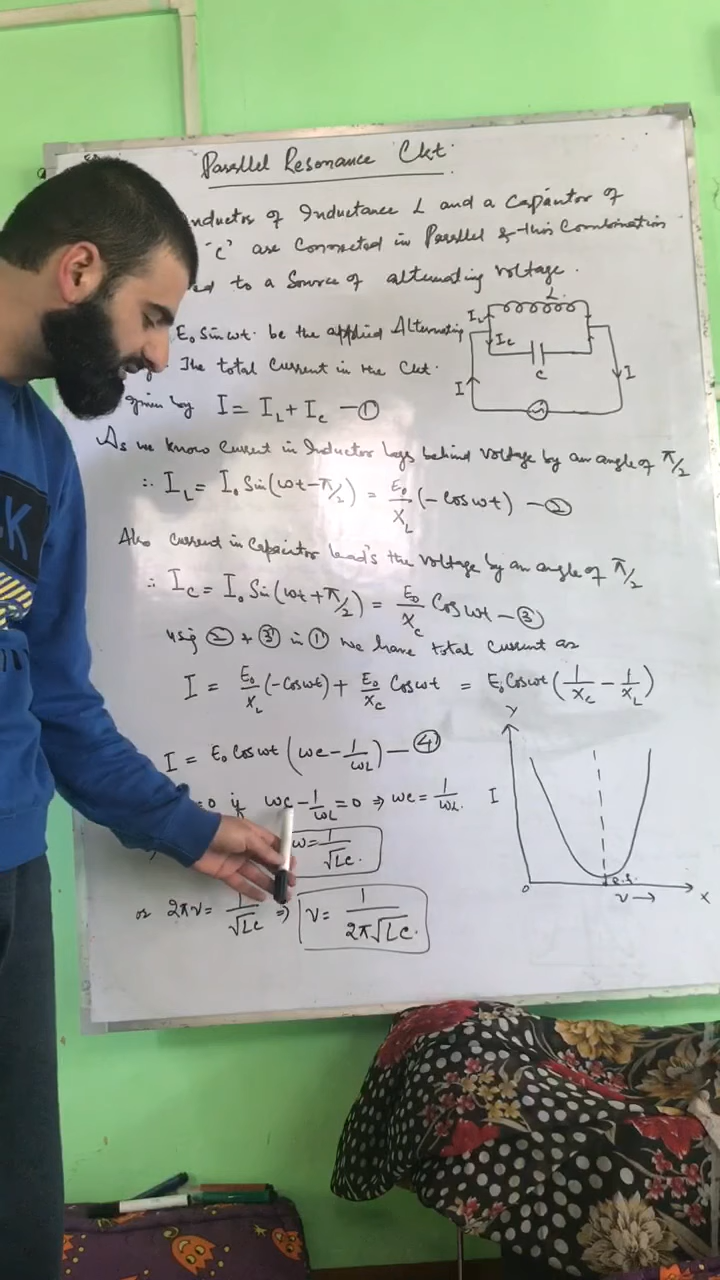 Parallel Resonance Ckt.
nductor of Inductance L and a Capacitor of
'C' are Connected in Parallel & this Combination
ed to a Source of alternating voltage.
E₀ Sin ωt. be the applied Alternating
The total Current in the Ckt.
given by I = I_L + I_C — ①
L
I_L
I_C
C
I
I
As we know Current in Inductor lags behind voltage by an angle of π/2
∴ I_L = I₀ Sin(ωt - π/2) = E₀/X_L (-Cos ωt) — ②
Also current in Capacitor leads the voltage by an angle of π/2
∴ I_C = I₀ Sin(ωt + π/2) = E₀/X_C Cos ωt — ③
using ② + ③ in ① we have total current as
I = E₀/X_L (-Cos ωt) + E₀/X_C Cos ωt = E₀ Cos ωt (1/X_C - 1/X_L)
I = E₀ Cos ωt (ωC - 1/ωL) — ④
=0 if ωC - 1/ωL = 0 ⇒ ωC = 1/ωL.
ω = 1/√LC.
or 2πν = 1/√LC ⇒ ν = 1/2π√LC.
Y
I
0
ν →
X
K